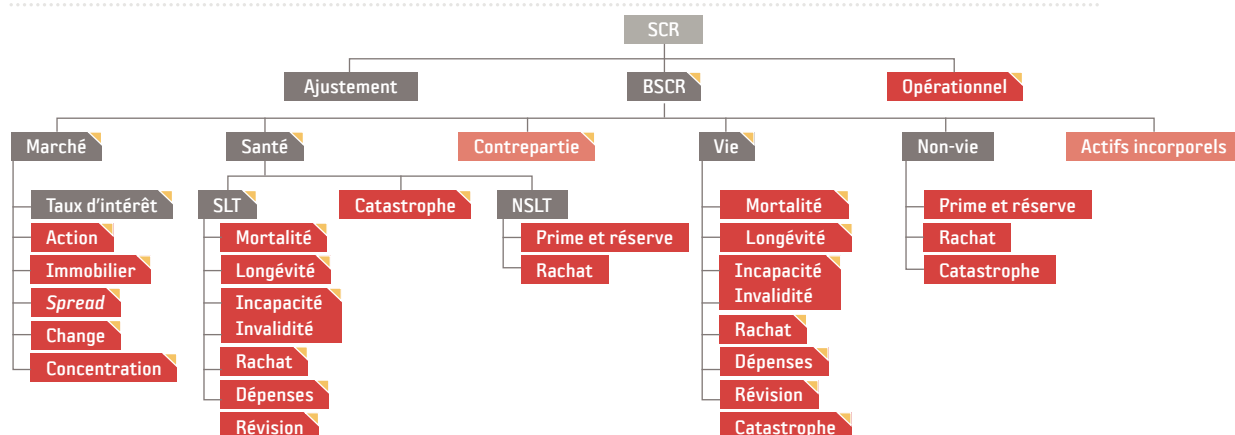 SCR
Ajustement
BSCR
Opérationnel
Marché
Santé
Contrepartie
Vie
Non-vie
Actifs incorporels
Taux d'intérêt
Action
Immobilier
Spread
Change
Concentration
SLT
Mortalité
Longévité
Incapacité
Invalidité
Rachat
Dépenses
Révision
Catastrophe
NSLT
Prime et réserve
Rachat
Mortalité
Longévité
Incapacité
Invalidité
Rachat
Dépenses
Révision
Catastrophe
Prime et réserve
Rachat
Catastrophe